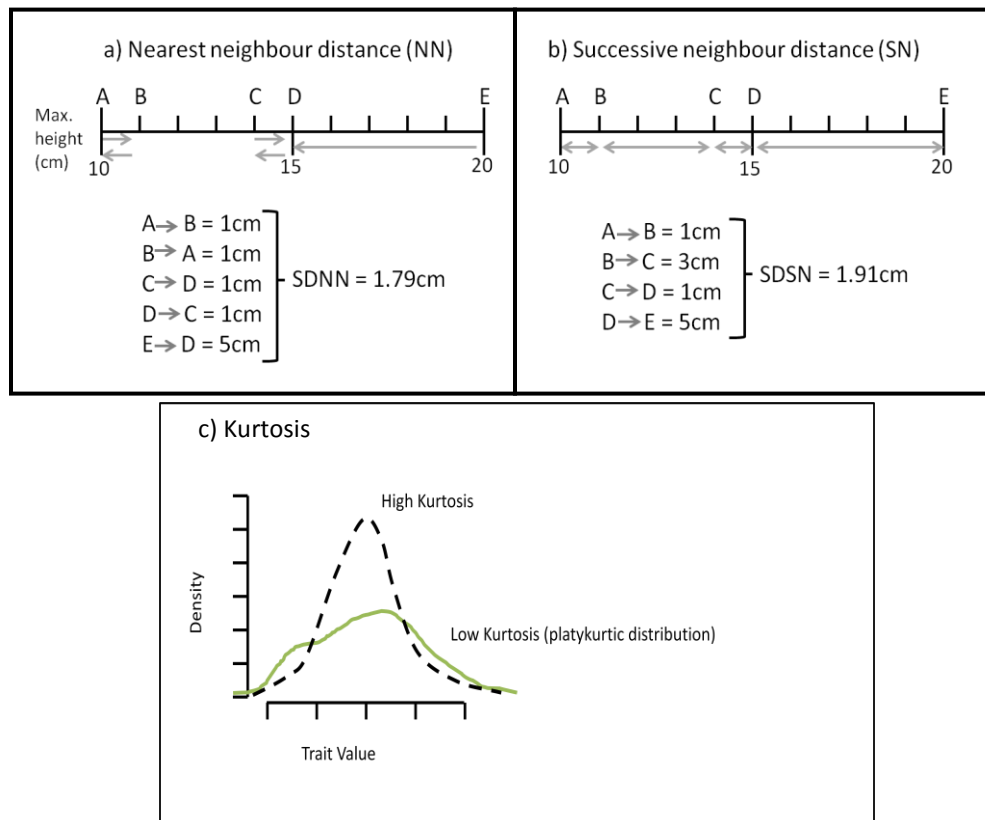 a) Nearest neighbour distance (NN)
A B C D E
Max.
height
(cm)
10 15 20
A→ B = 1cm
B→ A = 1cm
C→ D = 1cm
D→ C = 1cm
E→ D = 5cm
SDNN = 1.79cm
b) Successive neighbour distance (SN)
A B C D E
10 15 20
A→ B = 1cm
B→ C = 3cm
C→ D = 1cm
D→ E = 5cm
SDSN = 1.91cm
c) Kurtosis
High Kurtosis
Density
Low Kurtosis (platykurtic distribution)
Trait Value